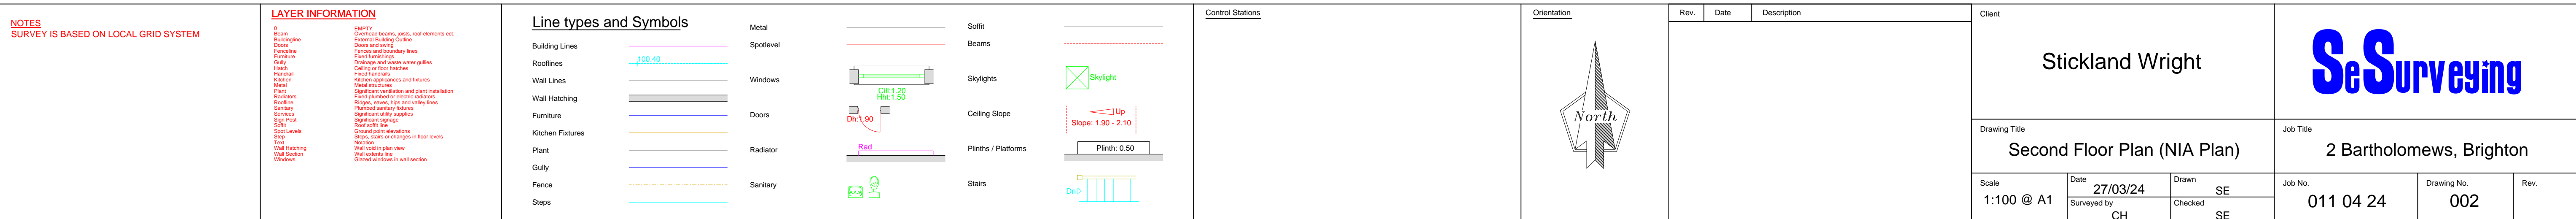 NOTES
SURVEY IS BASED ON LOCAL GRID SYSTEM
LAYER INFORMATION
0 EMPTY
Beam Overhead beams, joists, roof elements ect.
Buildingline External Building Outline
Doors Doors and swing
Fenceline Fences and boundary lines
Furniture Fixed furnishings
Gully Drainage and waste water gullies
Hatch Ceiling or floor hatches
Handrail Fixed handrails
Kitchen Kitchen applicances and fixtures
Metal Metal structures
Plant Significant ventilation and plant installation
Radiators Fixed plumbed or electric radiators
Roofline Ridges, eaves, hips and valley lines
Sanitary Plumbed sanitary fixtures
Services Significant utility supplies
Sign Post Significant signage
Soffit Roof soffit line
Spot Levels Ground point elevations
Step Steps, stairs or changes in floor levels
Text Notation
Wall Hatching Wall void in plan view
Wall Section Wall extents line
Windows Glazed windows in wall section
Line types and Symbols
Building Lines
Rooflines 100.40
Wall Lines
Wall Hatching
Furniture
Kitchen Fixtures
Plant
Gully
Fence
Steps
Metal
Spotlevel
Windows
Cill:1.20
Hht:1.50
Doors
Dh:1.90
Radiator
Rad
Sanitary
Soffit
Beams
Skylights Skylight
Ceiling Slope
Up
Slope: 1.90 - 2.10
Plinths / Platforms Plinth: 0.50
Stairs
Dn
Control Stations
Orientation
North
Rev. Date Description
Client
Stickland Wright
SeSurveying
Drawing Title
Second Floor Plan (NIA Plan)
Job Title
2 Bartholomews, Brighton
Scale
1:100 @ A1
Date
27/03/24
Drawn
SE
Surveyed by
CH
Checked
SE
Job No.
011 04 24
Drawing No.
002
Rev.